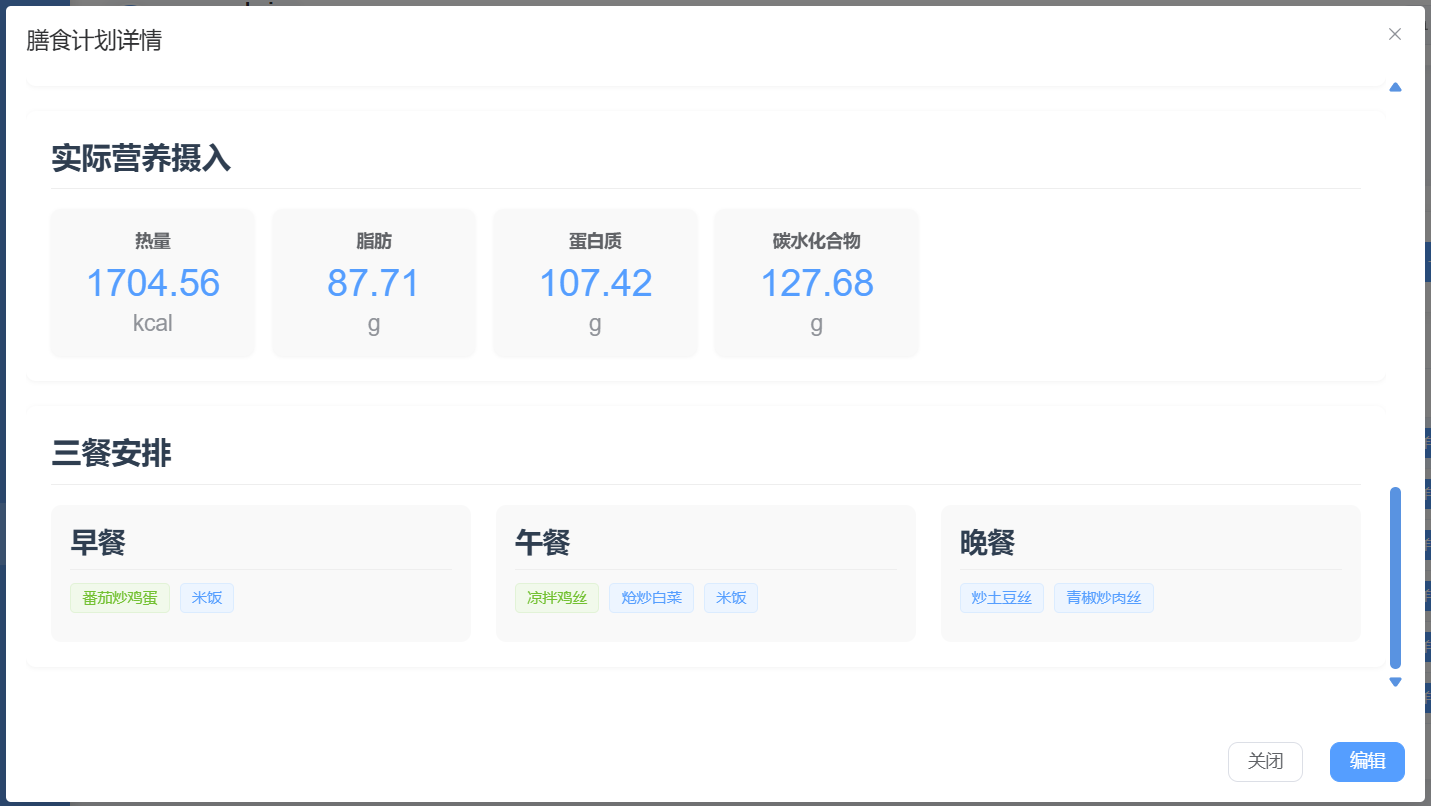 膳食计划详情
实际营养摄入
热量 脂肪 蛋白质 碳水化合物
1704.56 87.71 107.42 127.68
kcal g g g
三餐安排
早餐 午餐 晚餐
番茄炒鸡蛋 米饭 凉拌鸡丝 炝炒白菜 米饭 炒土豆丝 青椒炒肉丝
关闭 编辑